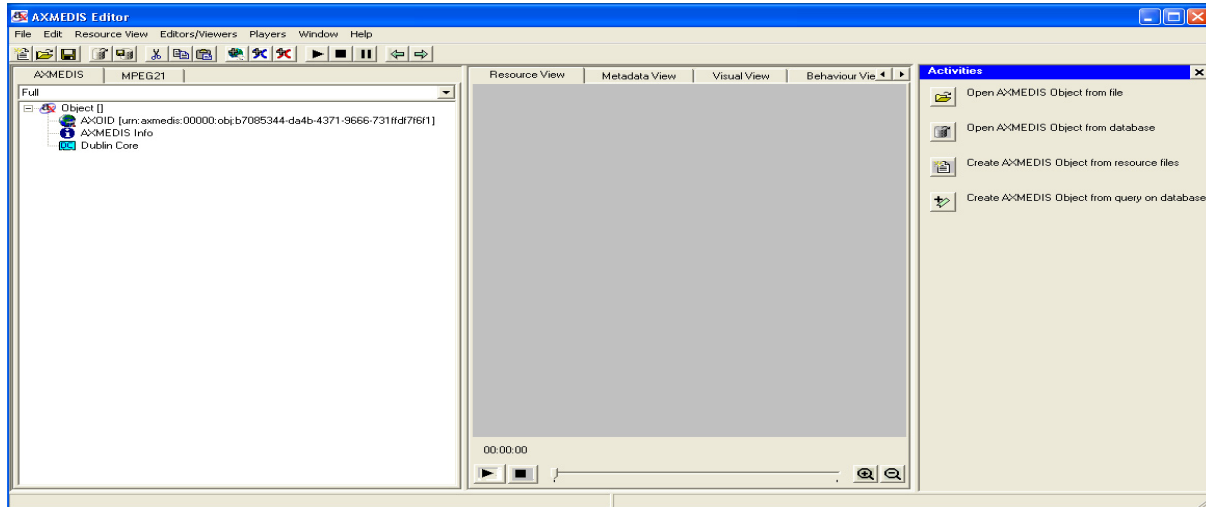 AXMEDIS Editor
File Edit Resource View Editors/Viewers Players Window Help
AXMEDIS MPEG21
Full
Object []
AXOID [urn:axmedis:00000:obj:b7085344-da4b-4371-9666-731ffdf7f6f1]
AXMEDIS Info
DC Dublin Core
Resource View Metadata View Visual View Behaviour Vie
00:00:00
Activities
Open AXMEDIS Object from file
Open AXMEDIS Object from database
Create AXMEDIS Object from resource files
Create AXMEDIS Object from query on database